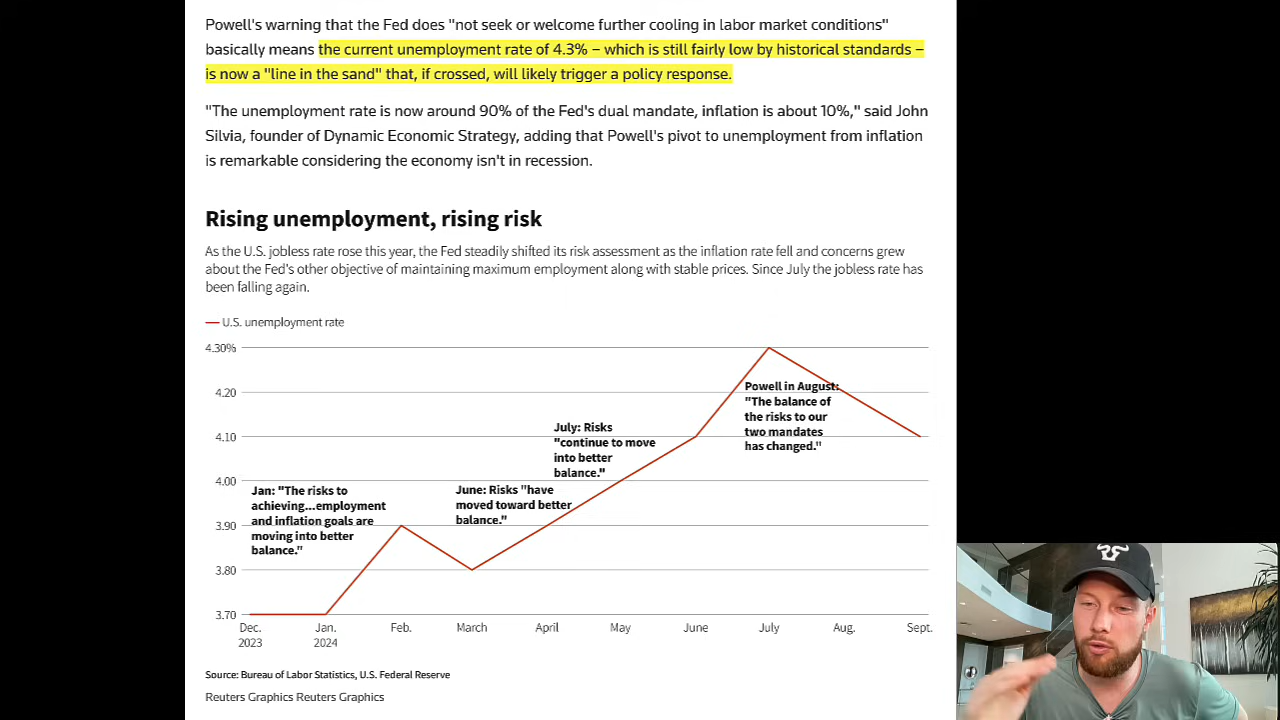 Powell's warning that the Fed does "not seek or welcome further cooling in labor market conditions"
basically means the current unemployment rate of 4.3% – which is still fairly low by historical standards –
is now a "line in the sand" that, if crossed, will likely trigger a policy response.
"The unemployment rate is now around 90% of the Fed's dual mandate, inflation is about 10%," said John
Silvia, founder of Dynamic Economic Strategy, adding that Powell's pivot to unemployment from inflation
is remarkable considering the economy isn't in recession.
Rising unemployment, rising risk
As the U.S. jobless rate rose this year, the Fed steadily shifted its risk assessment as the inflation rate fell and concerns grew
about the Fed's other objective of maintaining maximum employment along with stable prices. Since July the jobless rate has
been falling again.
U.S. unemployment rate
4.30%
4.20
4.10
4.00
3.90
3.80
3.70
Jan: "The risks to
achieving...employment
and inflation goals are
moving into better
balance."
June: Risks "have
moved toward better
balance."
July: Risks
"continue to move
into better
balance."
Powell in August:
"The balance of
the risks to our
two mandates
has changed."
Dec. Jan. Feb. March April May June July Aug. Sept.
2023 2024
Source: Bureau of Labor Statistics, U.S. Federal Reserve
Reuters Graphics Reuters Graphics